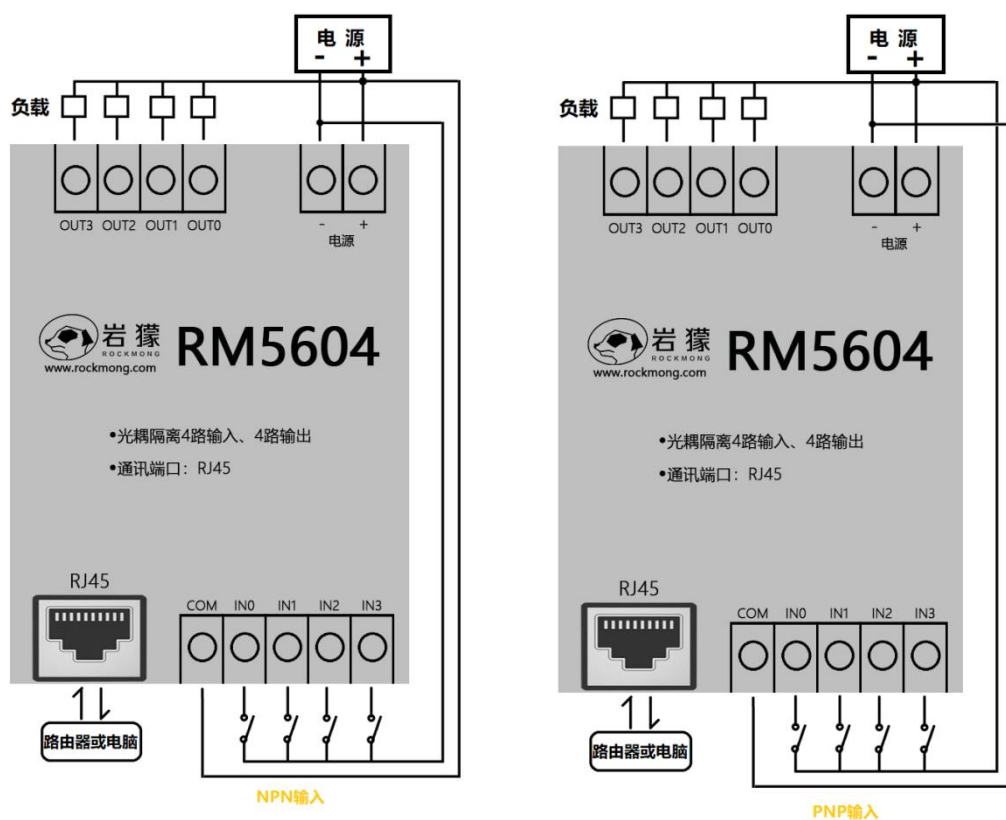 电 源
- +
负载
OUT3 OUT2 OUT1 OUT0
- +
电源
岩獴
ROCKMONG
www.rockmong.com
RM5604
•光耦隔离4路输入、4路输出
•通讯端口：RJ45
RJ45
COM IN0 IN1 IN2 IN3
路由器或电脑
NPN输入
电 源
- +
负载
OUT3 OUT2 OUT1 OUT0
- +
电源
岩獴
ROCKMONG
www.rockmong.com
RM5604
•光耦隔离4路输入、4路输出
•通讯端口：RJ45
RJ45
COM IN0 IN1 IN2 IN3
路由器或电脑
PNP输入